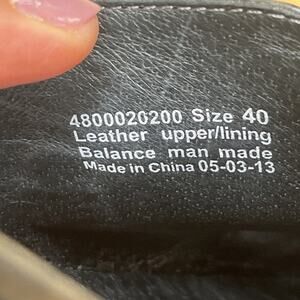 4800020200 Size 40
Leather upper/lining
Balance man made
Made in China 05-03-13